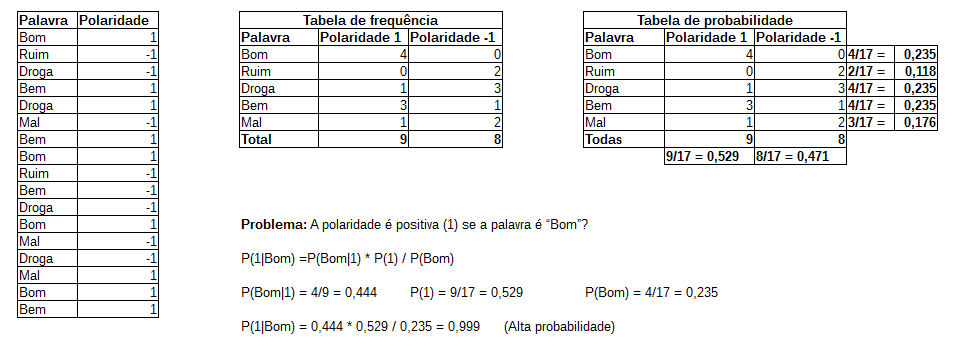 Palavra Polaridade
Bom 1
Ruim -1
Droga -1
Bem 1
Droga 1
Mal -1
Bem 1
Bom 1
Ruim -1
Bem -1
Droga -1
Bom 1
Mal -1
Droga -1
Mal 1
Bom 1
Bem 1
Tabela de frequência
Palavra Polaridade 1 Polaridade -1
Bom 4 0
Ruim 0 2
Droga 1 3
Bem 3 1
Mal 1 2
Total 9 8
Tabela de probabilidade
Palavra Polaridade 1 Polaridade -1
Bom 4 0 4/17 = 0,235
Ruim 0 2 2/17 = 0,118
Droga 1 3 4/17 = 0,235
Bem 3 1 4/17 = 0,235
Mal 1 2 3/17 = 0,176
Todas 9 8
9/17 = 0,529 8/17 = 0,471
Problema: A polaridade é positiva (1) se a palavra é “Bom”?
P(1|Bom) =P(Bom|1) * P(1) / P(Bom)
P(Bom|1) = 4/9 = 0,444 P(1) = 9/17 = 0,529 P(Bom) = 4/17 = 0,235
P(1|Bom) = 0,444 * 0,529 / 0,235 = 0,999 (Alta probabilidade)